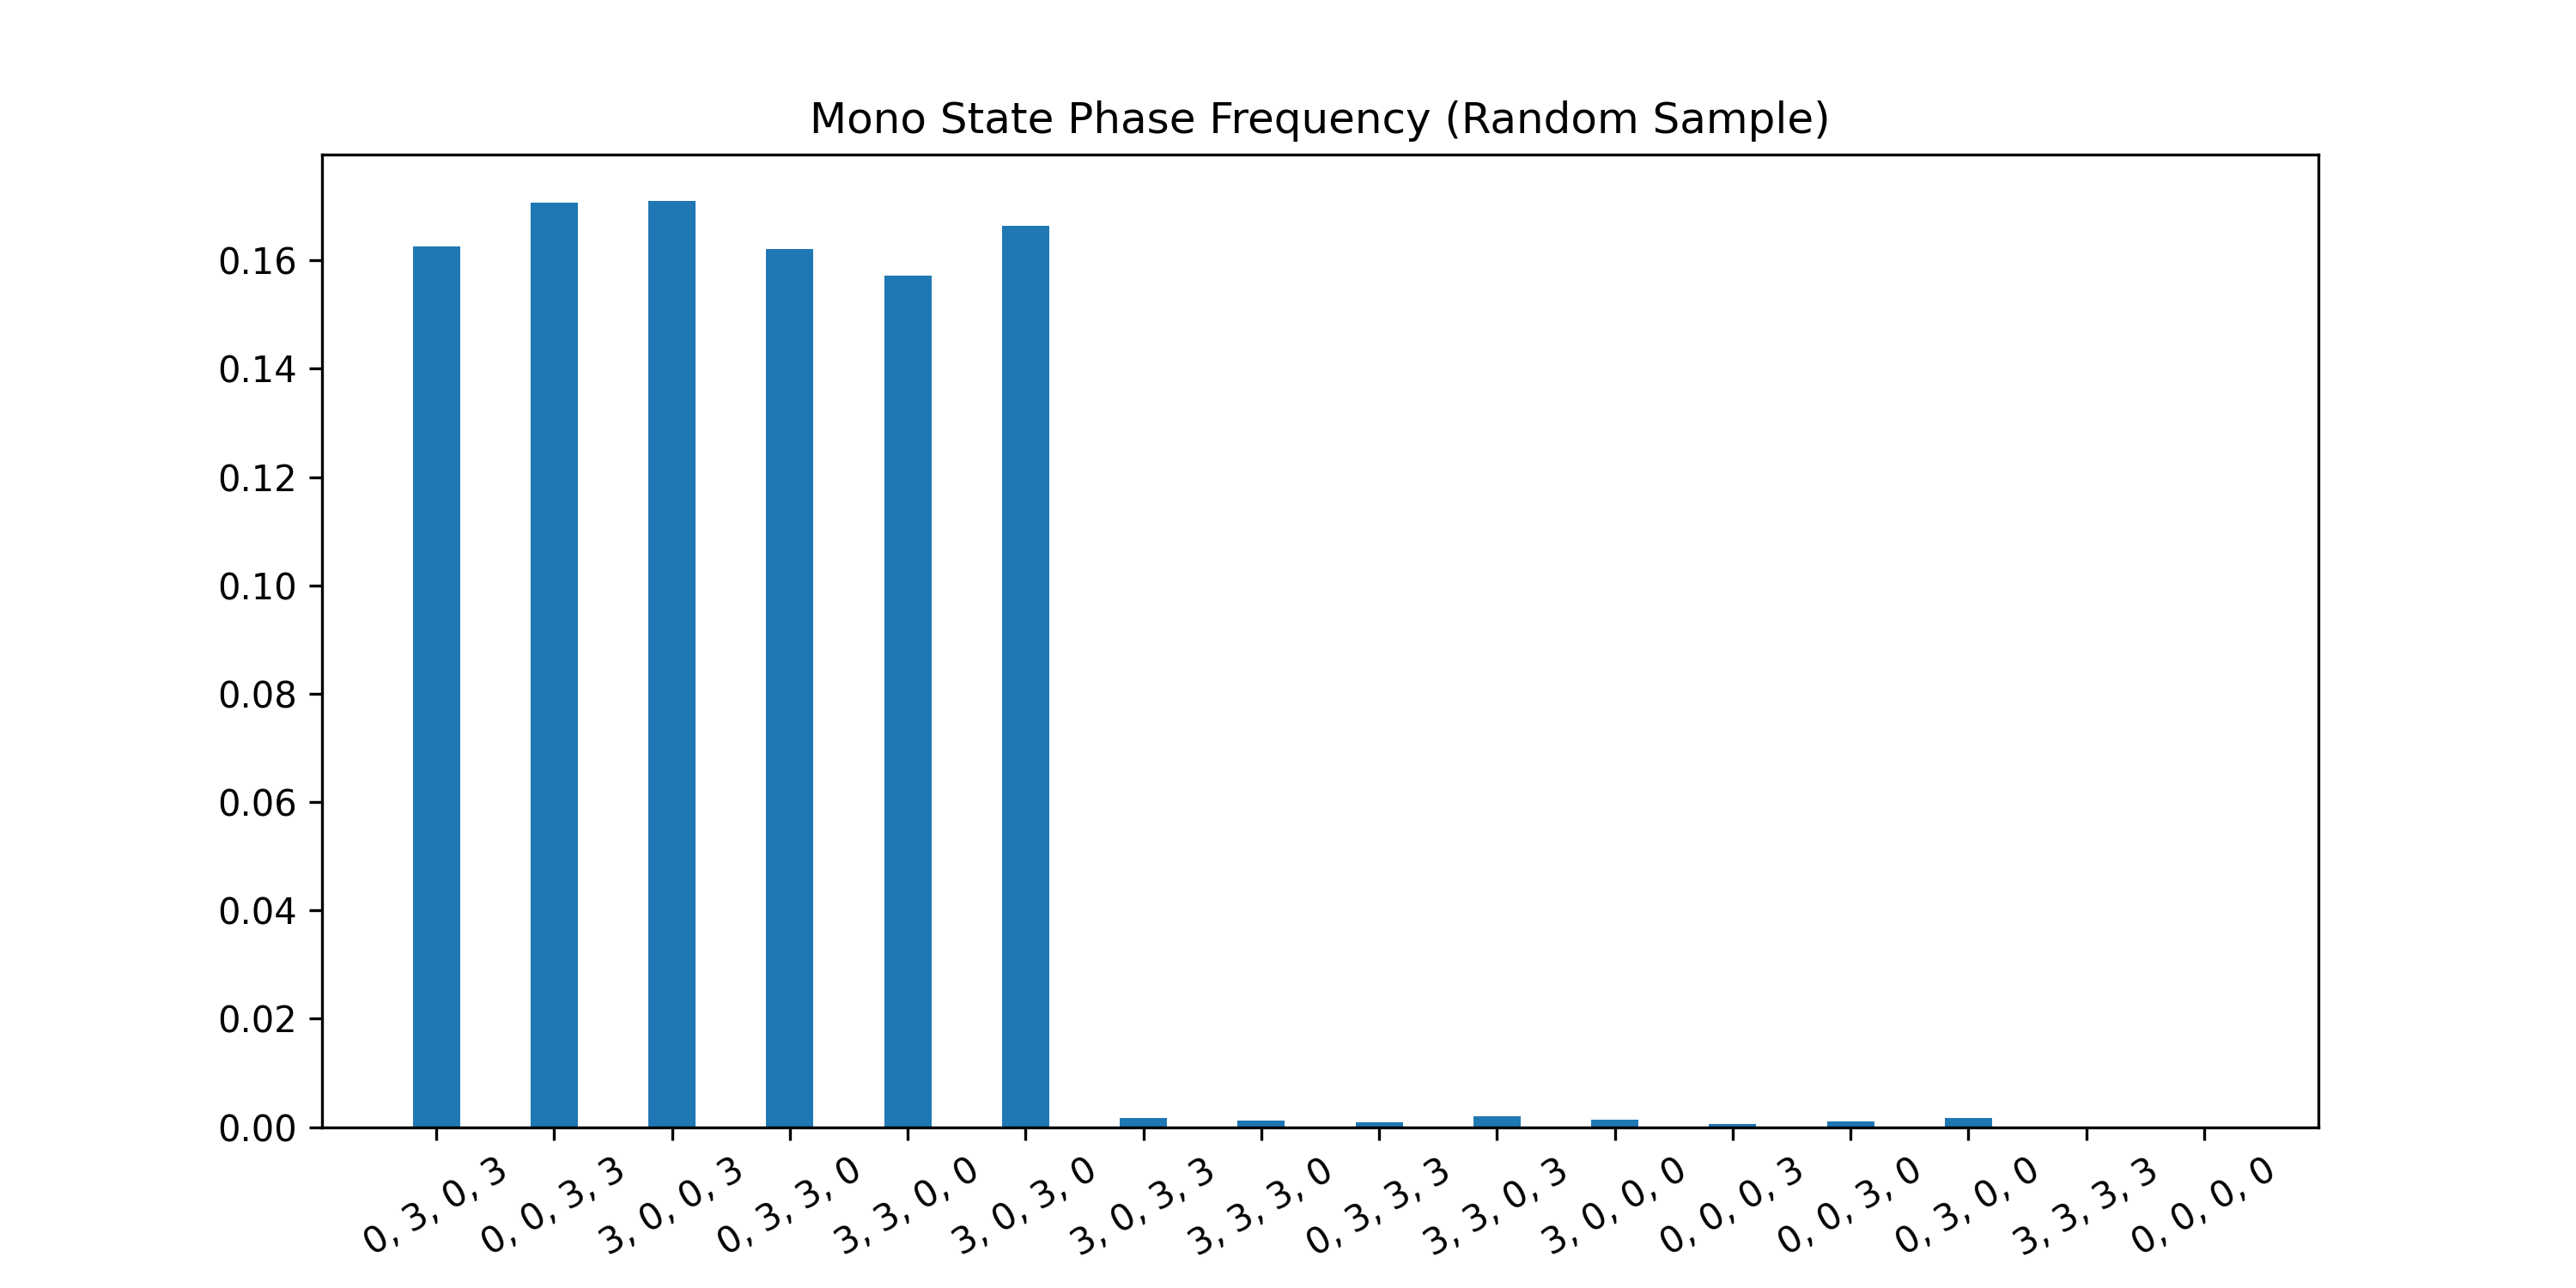 Mono State Phase Frequency (Random Sample)
0.16
0.14
0.12
0.10
0.08
0.06
0.04
0.02
0.00
0, 3, 0, 3
0, 0, 3, 3
3, 0, 0, 3
0, 3, 3, 0
3, 3, 0, 0
3, 0, 3, 0
3, 0, 3, 3
3, 3, 3, 0
0, 3, 3, 3
3, 3, 0, 3
3, 0, 0, 0
0, 0, 0, 3
0, 0, 3, 0
0, 3, 0, 0
3, 3, 3, 3
0, 0, 0, 0